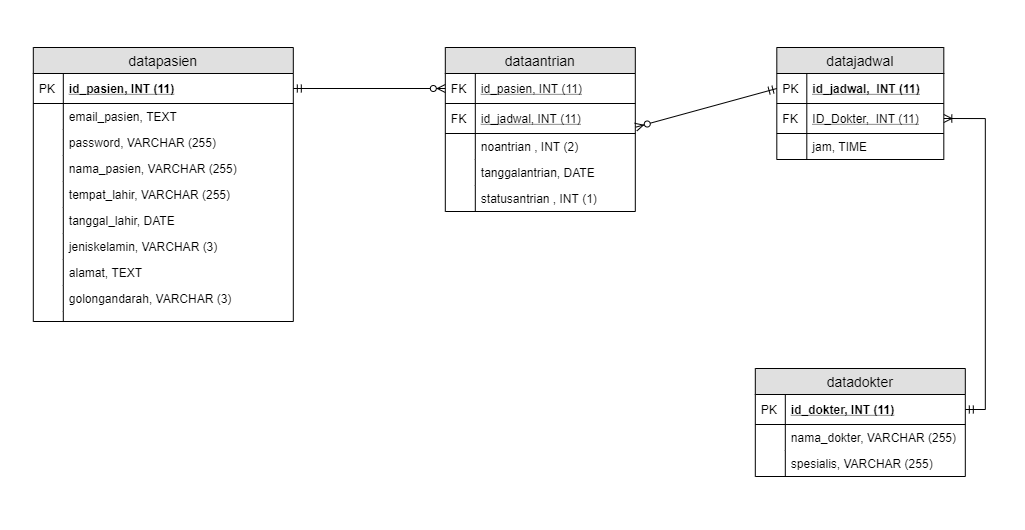 datapasien
PK id_pasien, INT (11)
email_pasien, TEXT
password, VARCHAR (255)
nama_pasien, VARCHAR (255)
tempat_lahir, VARCHAR (255)
tanggal_lahir, DATE
jeniskelamin, VARCHAR (3)
alamat, TEXT
golongandarah, VARCHAR (3)
dataantrian
FK id_pasien, INT (11)
FK id_jadwal, INT (11)
noantrian , INT (2)
tanggalantrian, DATE
statusantrian , INT (1)
datajadwal
PK id_jadwal, INT (11)
FK ID_Dokter, INT (11)
jam, TIME
datadokter
PK id_dokter, INT (11)
nama_dokter, VARCHAR (255)
spesialis, VARCHAR (255)